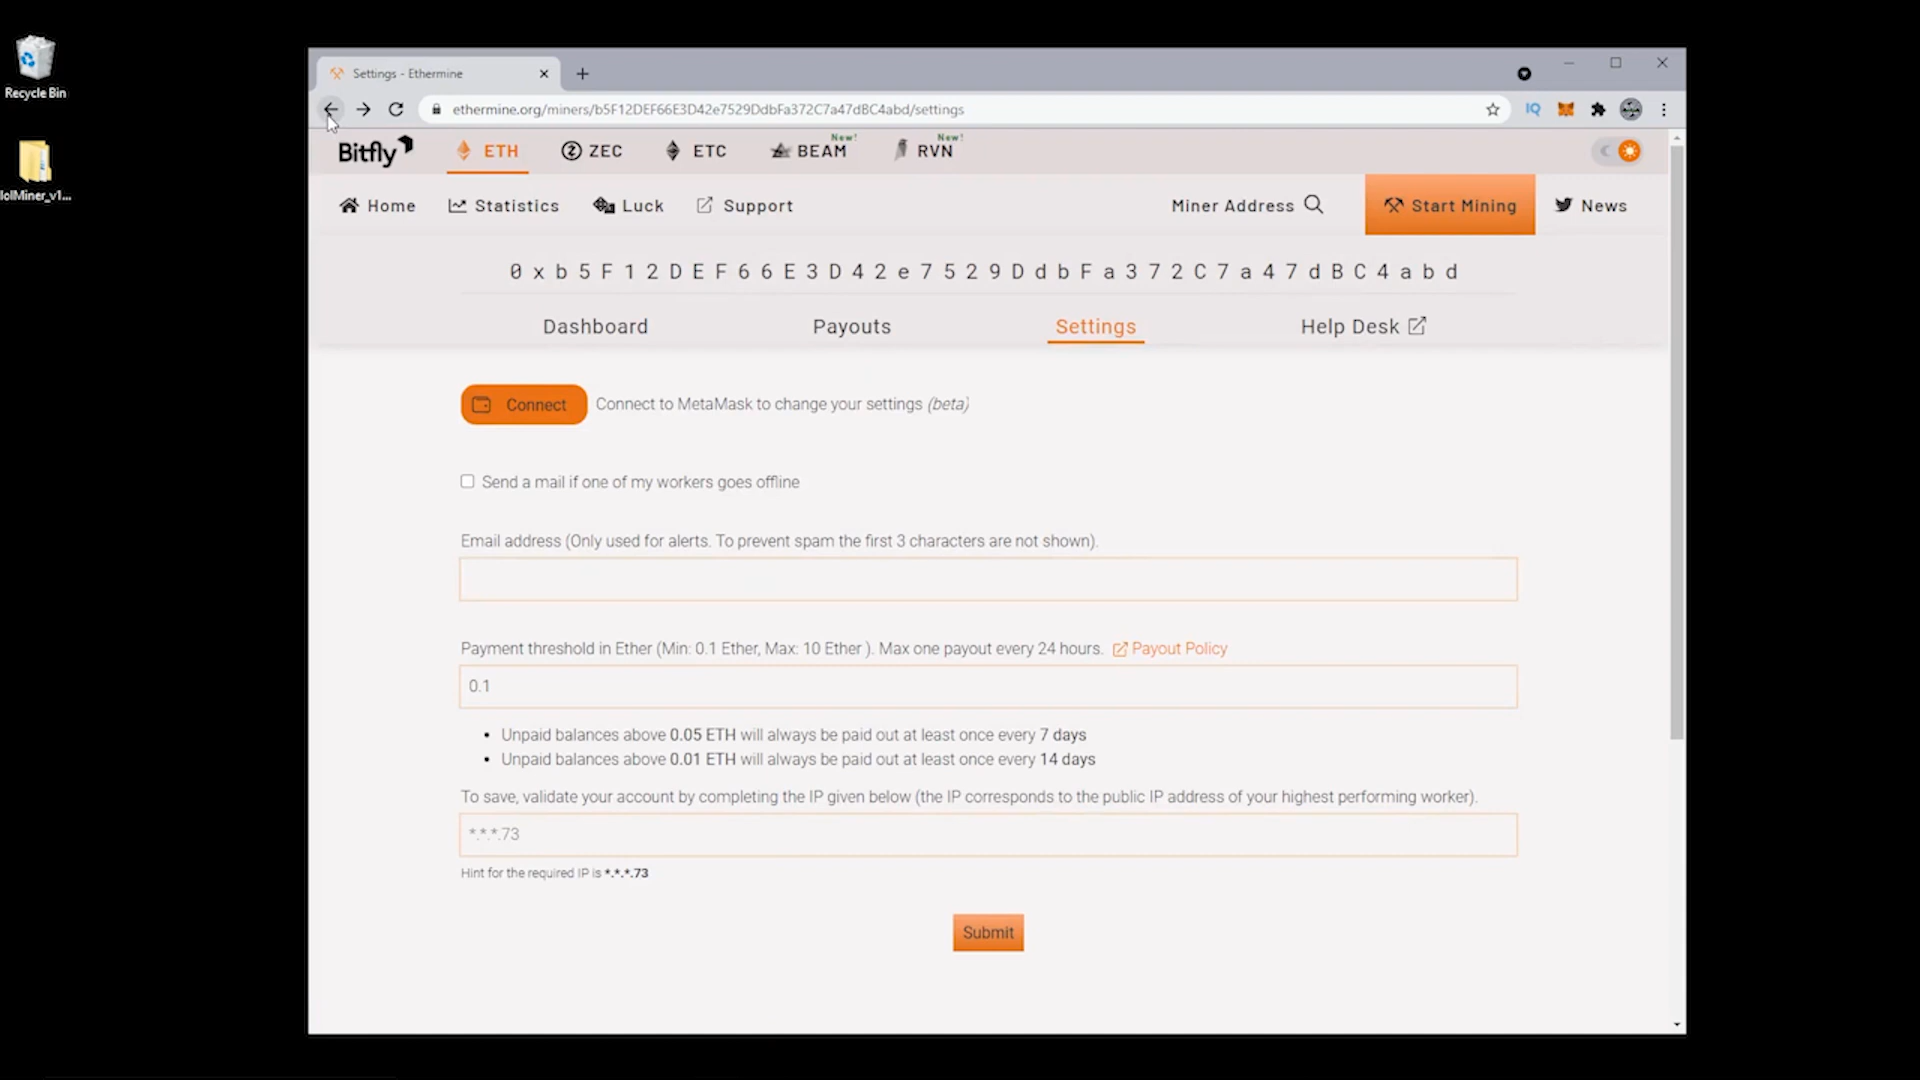 Recycle Bin
lolMiner_v1...
Settings - Ethermine
ethermine.org/miners/b5F12DEF66E3D42e7529DdbFa372C7a47dBC4abd/settings
IQ
Bitfly
ETH
ZEC
ETC
BEAM New!
RVN New!
Home
Statistics
Luck
Support
Miner Address
Start Mining
News
0xb5F12DEF66E3D42e7529DdbFa372C7a47dBC4abd
Dashboard
Payouts
Settings
Help Desk
Connect
Connect to MetaMask to change your settings (beta)
Send a mail if one of my workers goes offline
Email address (Only used for alerts. To prevent spam the first 3 characters are not shown).
Payment threshold in Ether (Min: 0.1 Ether, Max: 10 Ether ). Max one payout every 24 hours. Payout Policy
0.1
• Unpaid balances above 0.05 ETH will always be paid out at least once every 7 days
• Unpaid balances above 0.01 ETH will always be paid out at least once every 14 days
To save, validate your account by completing the IP given below (the IP corresponds to the public IP address of your highest performing worker).
*.*.*.73
Hint for the required IP is *.*.*.73
Submit